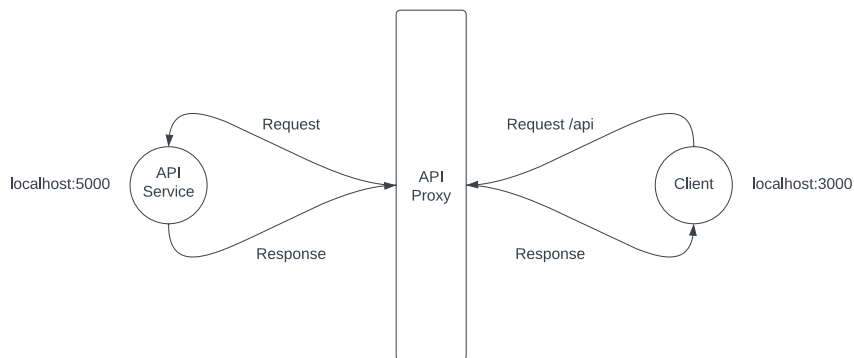 Request
Request /api
localhost:5000
API
Service
API
Proxy
Client
localhost:3000
Response
Response